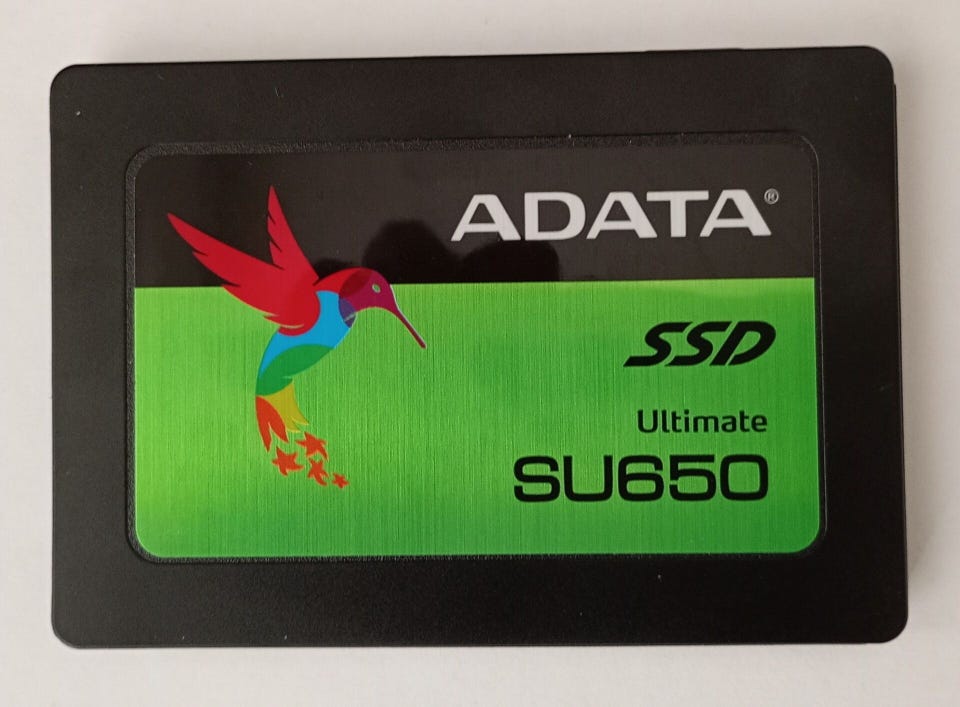 ADATA®
SSD
Ultimate
SU650